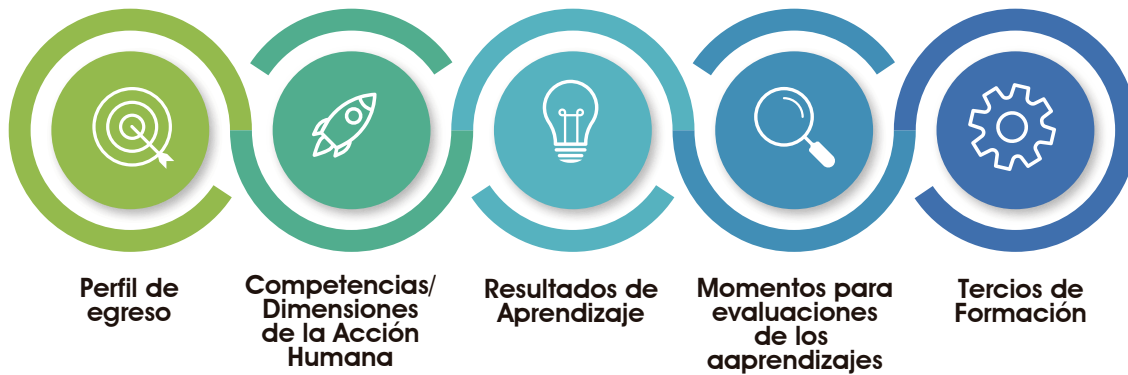 Perfil de
egreso
Competencias/
Dimensiones
de la Acción
Humana
Resultados de
Aprendizaje
Momentos para
evaluaciones
de los
aaprendizajes
Tercios de
Formación